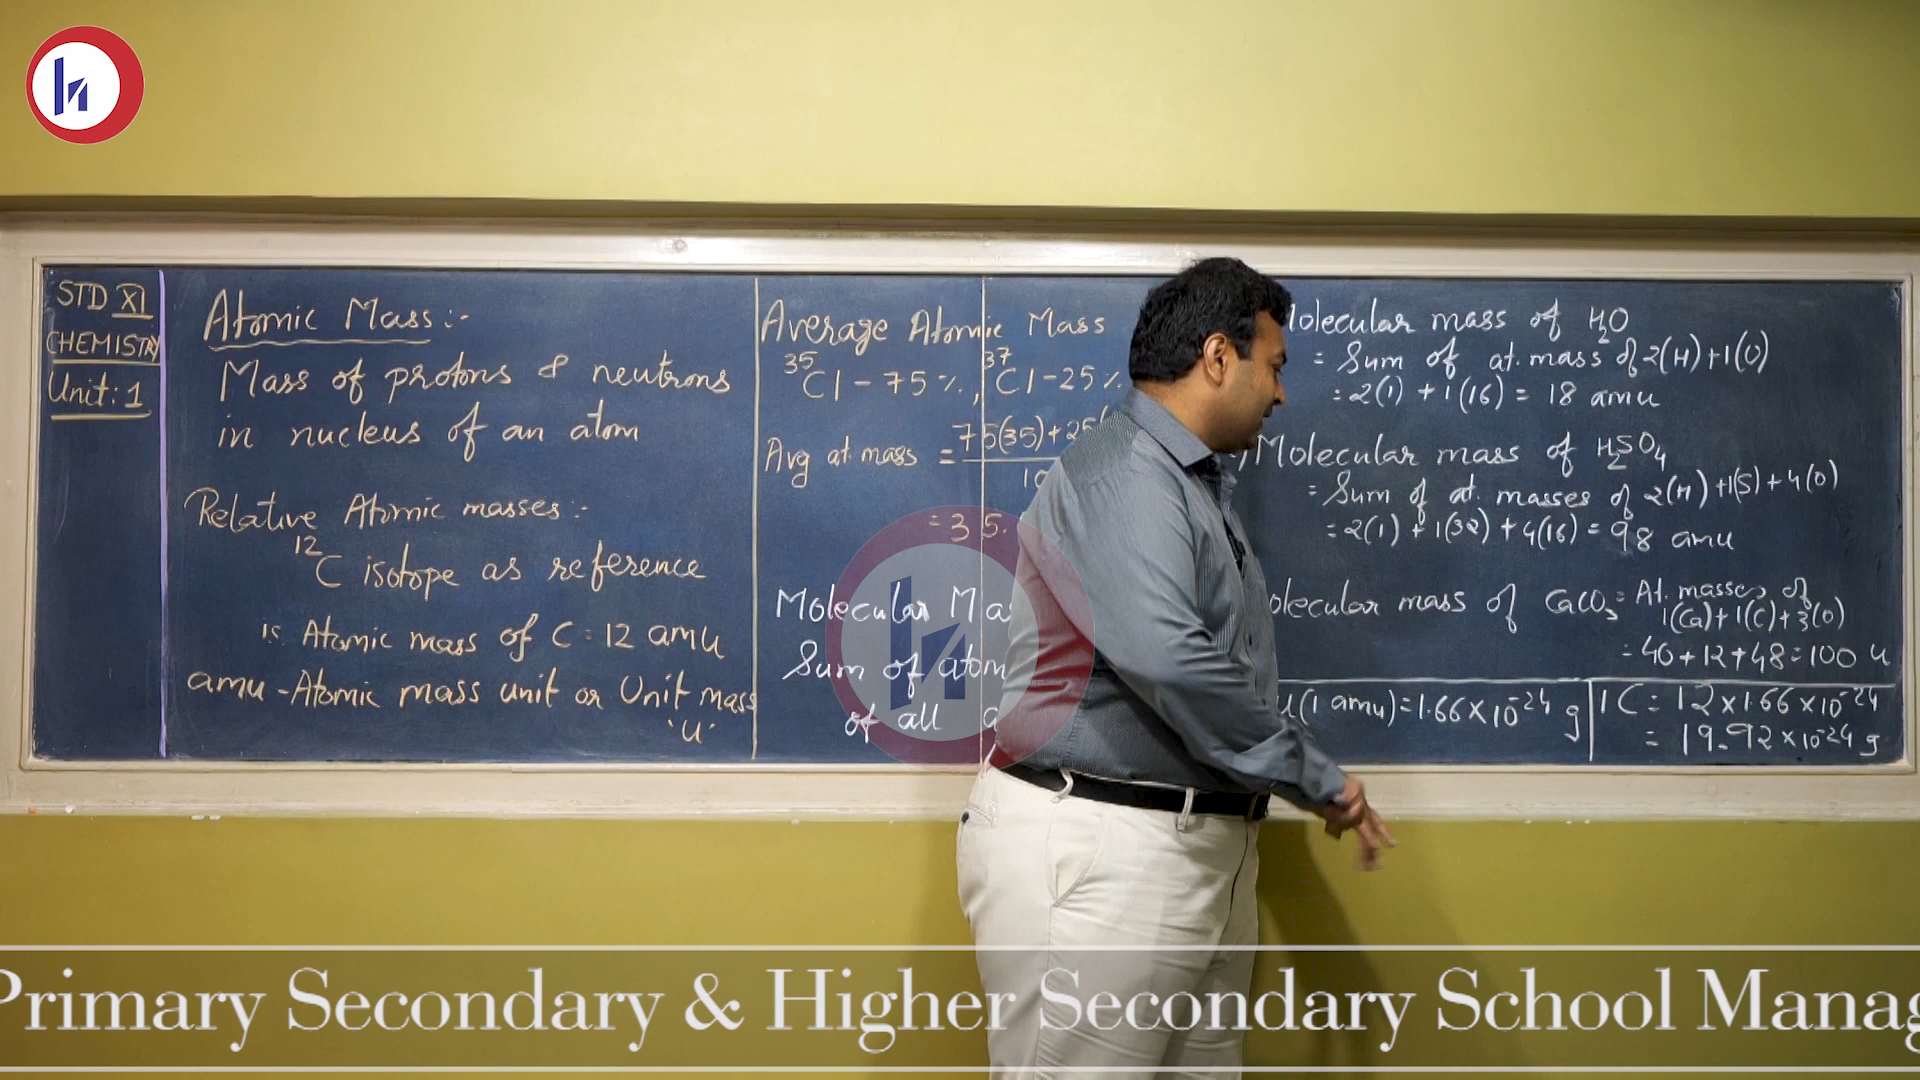 STD XI
CHEMISTRY
Unit: 1
Atomic Mass :-
Mass of protons & neutrons
in nucleus of an atom
Relative Atomic masses :-
¹²C isotope as reference
is Atomic mass of C = 12 amu
amu - Atomic mass unit or Unit mass
'u'
Average Atomic Mass
³⁵Cl - 75 %, ³⁷Cl - 25 %
Avg at. mass = 75(35) + 25(
= 35.
Molecular
Sum of atom
of all
Molecular mass of H₂O
= Sum of at. mass of 2(H) + 1(O)
= 2(1) + 1(16) = 18 amu
Molecular mass of H₂SO₄
= Sum of at. masses of 2(H) + 1(S) + 4(O)
= 2(1) + 1(32) + 4(16) = 98 amu
olecular mass of CaCO₃ = At. masses of
1(Ca) + 1(C) + 3(O)
= 40 + 12 + 48 = 100 u
u (1 amu) = 1.66 × 10⁻²⁴ g
1 C = 12 × 1.66 × 10⁻²⁴
= 19.92 × 10⁻²⁴ g
Primary Secondary & Higher Secondary School Manag